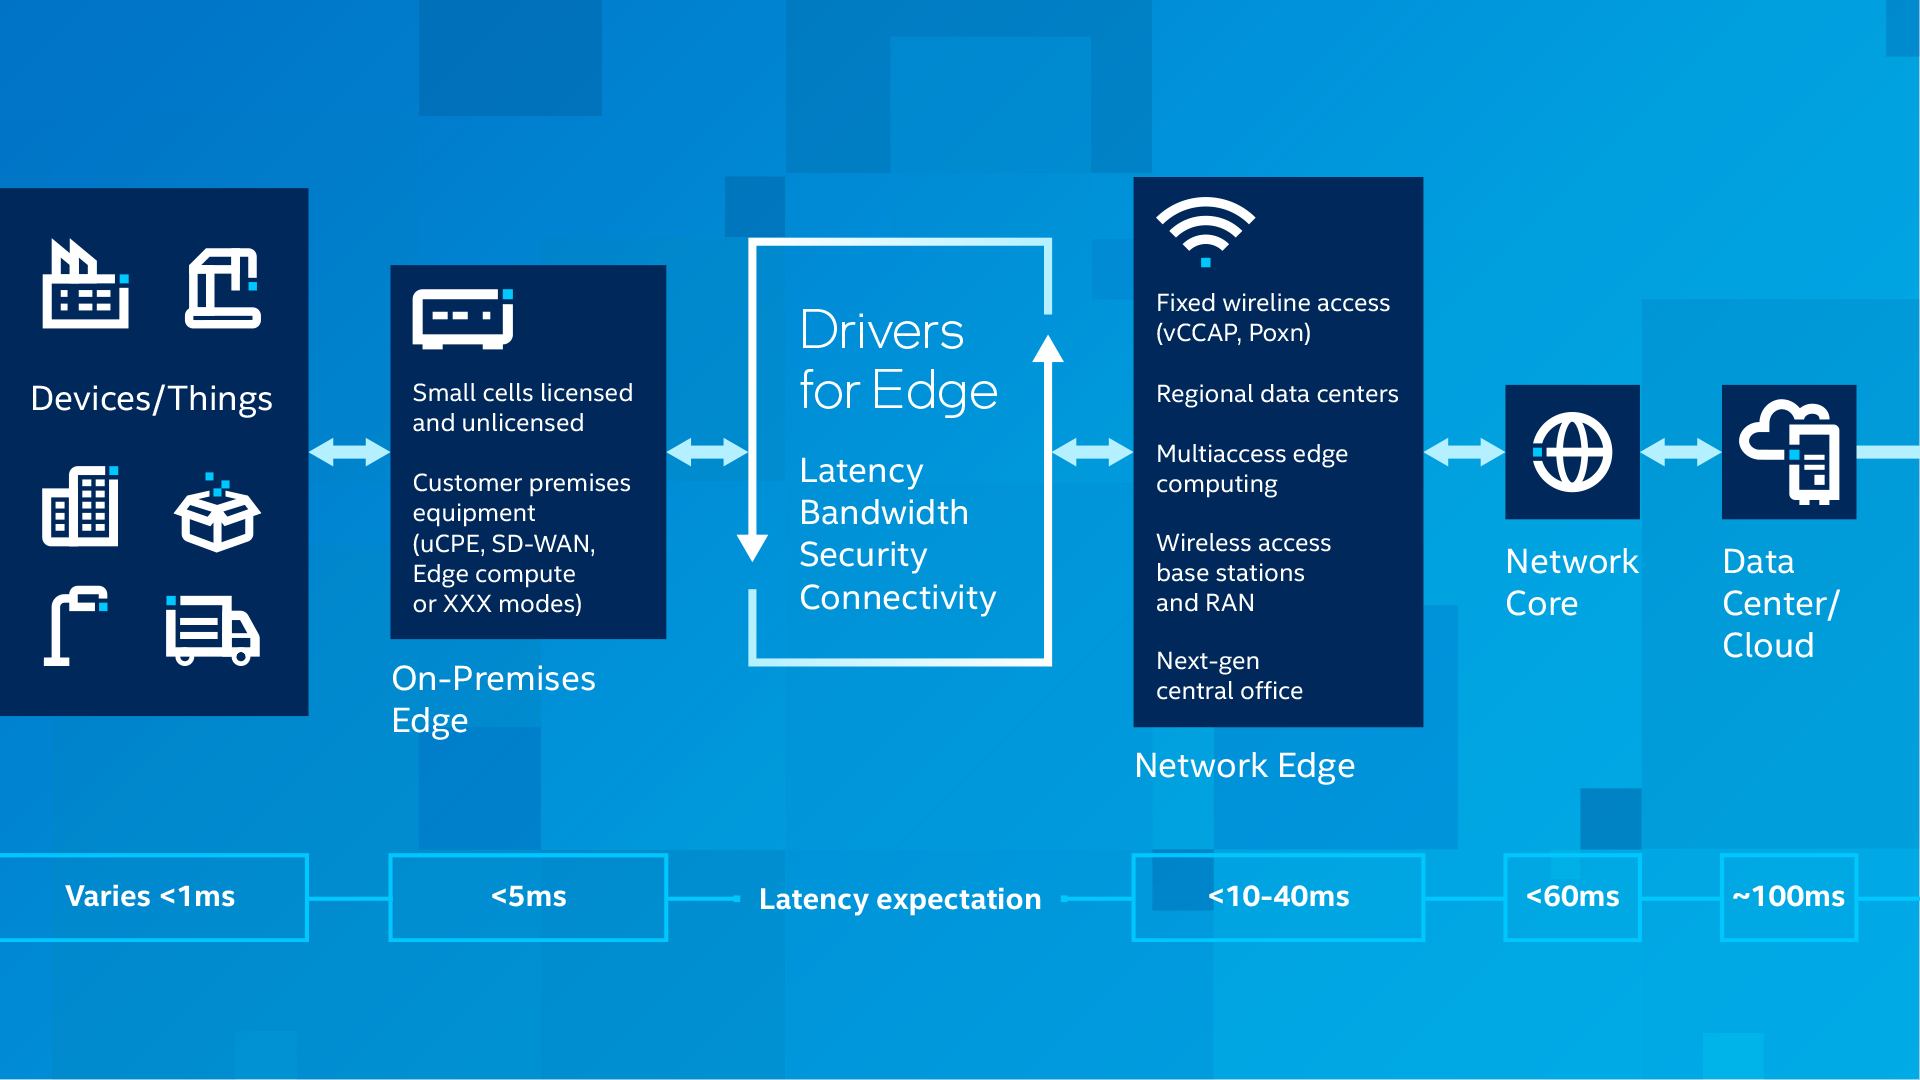 Devices/Things
Small cells licensed
and unlicensed
Customer premises
equipment
(uCPE, SD-WAN,
Edge compute
or XXX modes)
On-Premises
Edge
Drivers
for Edge
Latency
Bandwidth
Security
Connectivity
Fixed wireline access
(vCCAP, Poxn)
Regional data centers
Multiaccess edge
computing
Wireless access
base stations
and RAN
Next-gen
central office
Network Edge
Network
Core
Data
Center/
Cloud
Varies <1ms
<5ms
Latency expectation
<10-40ms
<60ms
~100ms